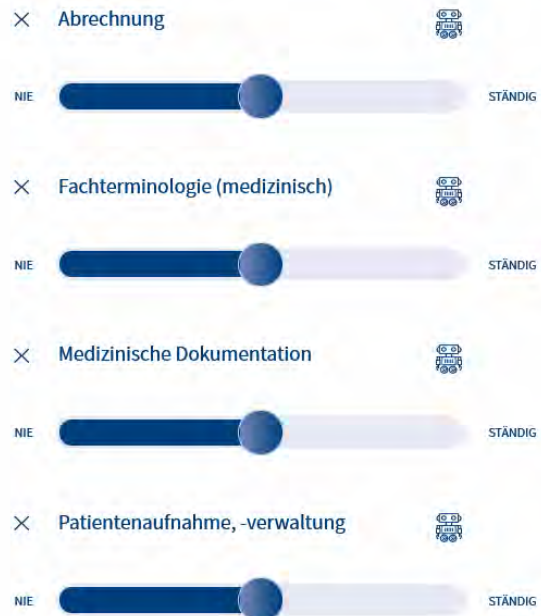 Abrechnung
NIE STÄNDIG
Fachterminologie (medizinisch)
NIE STÄNDIG
Medizinische Dokumentation
NIE STÄNDIG
Patientenaufnahme, -verwaltung
NIE STÄNDIG